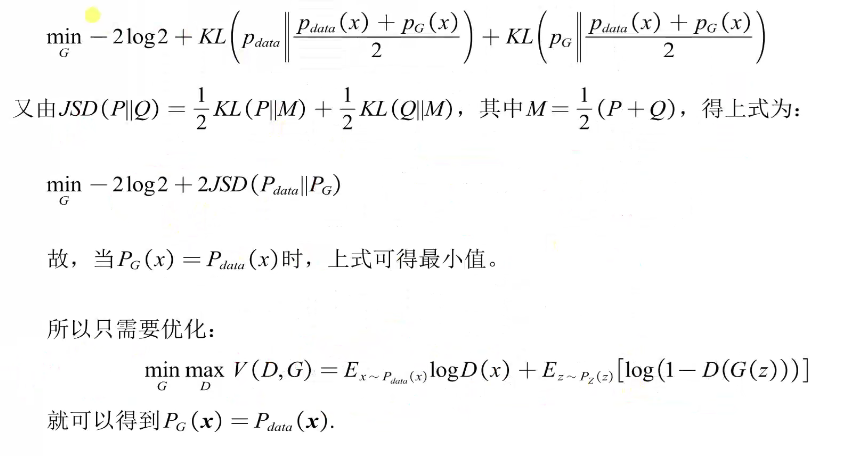 min_G − 2log2 + KL(p_data ‖ (p_data(x) + p_G(x))/2) + KL(p_G ‖ (p_data(x) + p_G(x))/2)
又由JSD(P‖Q) = 1/2 KL(P‖M) + 1/2 KL(Q‖M)，其中M = 1/2 (P + Q)，得上式为：
min_G − 2log2 + 2JSD(P_data‖P_G)
故，当P_G(x) = P_data(x)时，上式可得最小值。
所以只需要优化：
min_G max_D V(D,G) = E_{x∼P_data(x)} logD(x) + E_{z∼P_Z(z)}[log(1 − D(G(z)))]
就可以得到P_G(x) = P_data(x).